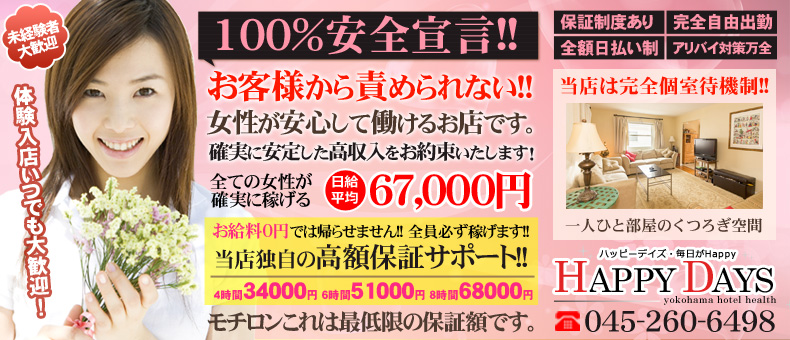 未経験者
大歓迎
体験入店いつでも大歓迎！
100%安全宣言!!
お客様から責められない!!
女性が安心して働けるお店です。
確実に安定した高収入をお約束いたします!
全ての女性が
確実に稼げる
日給
平均
67,000円
お給料0円では帰らせません!! 全員必ず稼げます!!
当店独自の高額保証サポート!!
4時間34000円 6時間51000円 8時間68000円
モチロンこれは最低限の保証額です。
保証制度あり
完全自由出勤
全額日払い制
アリバイ対策万全
当店は完全個室待機制!!
一人ひと部屋のくつろぎ空間
ハッピーデイズ・毎日がHappy
HAPPY DAYS
yokohama hotel health
045-260-6498